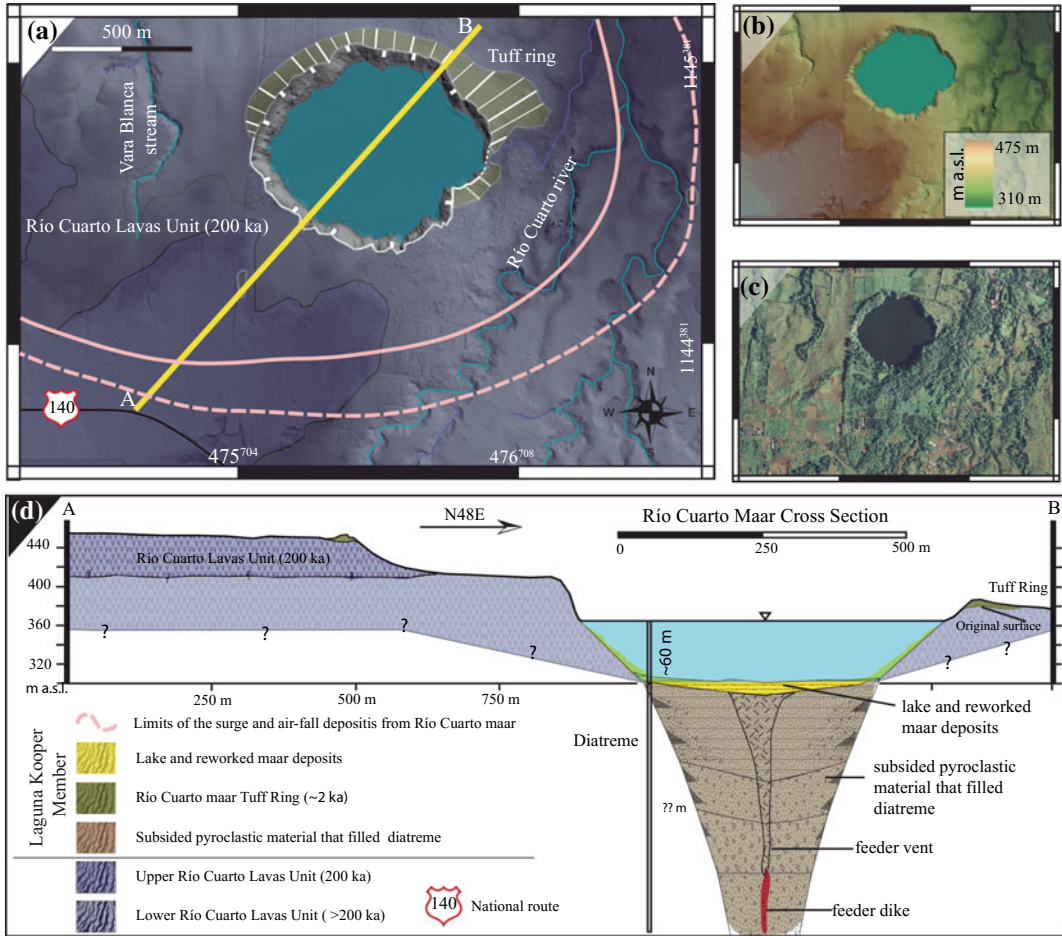 (a)
500 m
B
Tuff ring
1145³⁸¹
Vara Blanca
stream
Río Cuarto Lavas Unit (200 ka)
Río Cuarto river
1144³⁸¹
A
140
475⁷⁰⁴
476⁷⁰⁸
N
W
E
S
(b)
m a.s.l.
475 m
310 m
(c)
(d)
A
N48E
Río Cuarto Maar Cross Section
0
250
500 m
B
440
400
360
320
m a.s.l.
Río Cuarto Lavas Unit (200 ka)
Tuff Ring
Original surface
~60 m
?
?
?
?
?
?
250 m
500 m
750 m
Diatreme
?? m
lake and reworked
maar deposits
subsided pyroclastic
material that filled
diatreme
feeder vent
feeder dike
Laguna Kooper
Member
Limits of the surge and air-fall depositis from Río Cuarto maar
Lake and reworked maar deposits
Río Cuarto maar Tuff Ring (~2 ka)
Subsided pyroclastic material that filled diatreme
Upper Río Cuarto Lavas Unit (200 ka)
Lower Río Cuarto Lavas Unit ( >200 ka)
140
National route